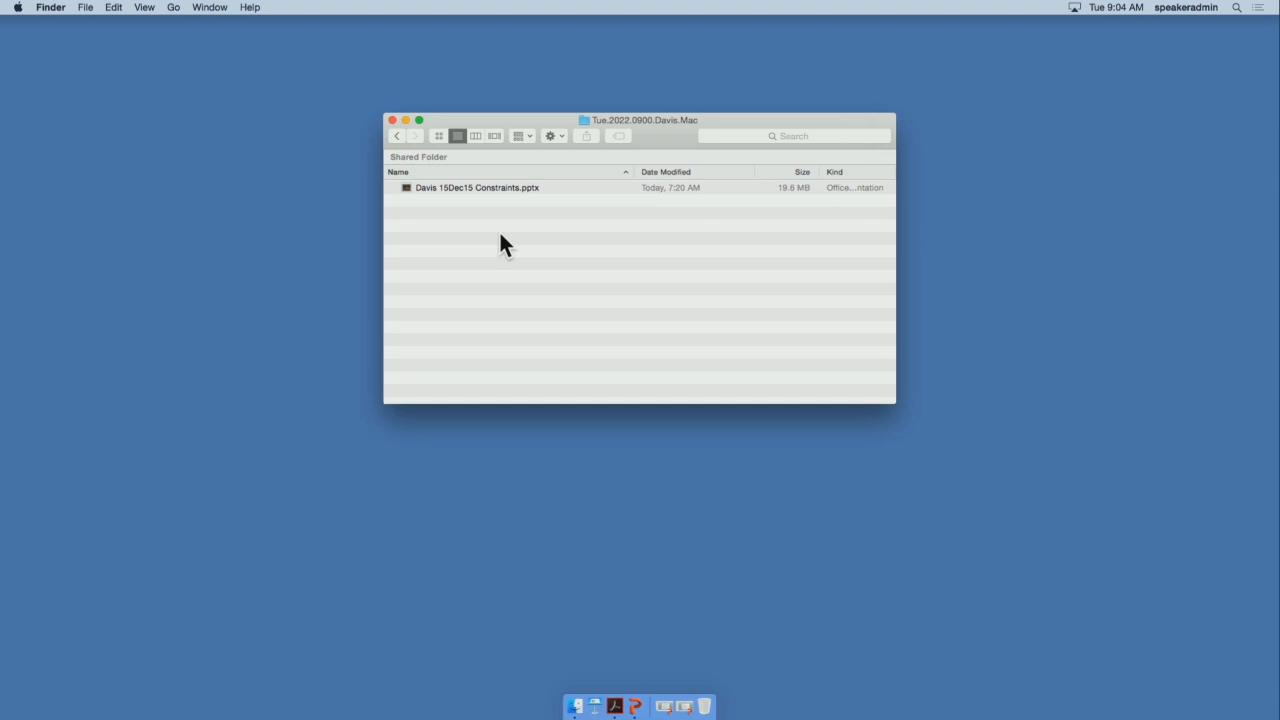 Finder File Edit View Go Window Help Tue 9:04 AM speakeradmin
Tue.2022.0900.Davis.Mac
Search
Shared Folder
Name Date Modified Size Kind
Davis 15Dec15 Constraints.pptx Today, 7:20 AM 19.6 MB Office...ntation